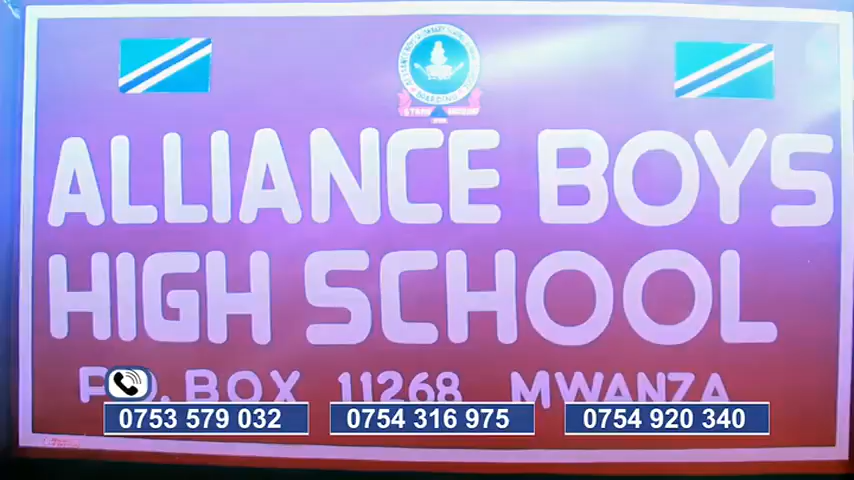 ALLIANCE BOYS
HIGH SCHOOL
P.O. BOX 11268 MWANZA
0753 579 032 0754 316 975 0754 920 340